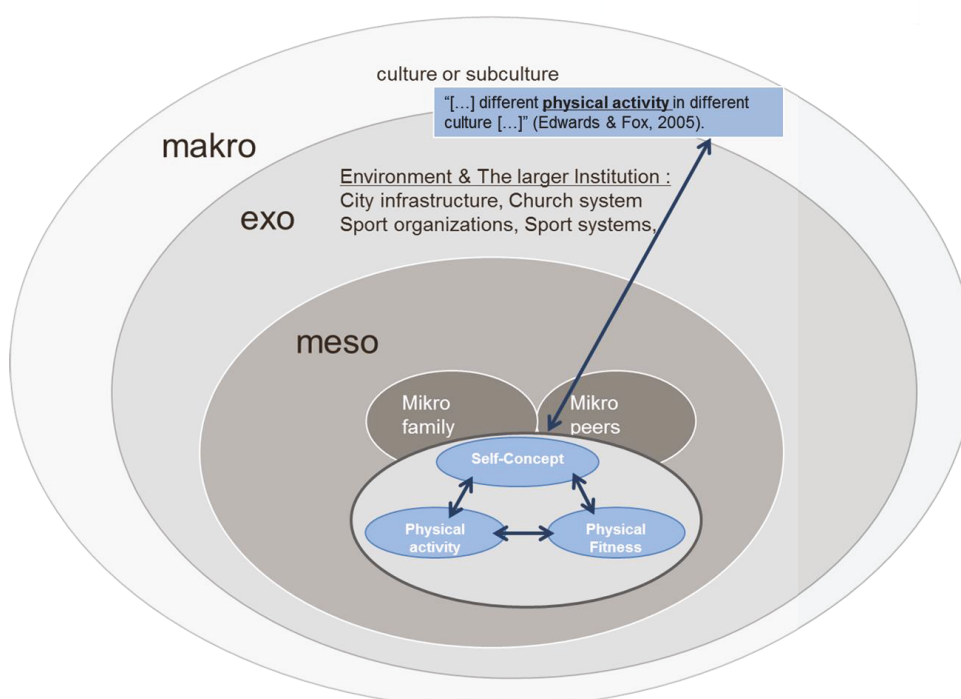 culture or subculture
“[…] different physical activity in different
culture […]” (Edwards & Fox, 2005).
makro
Environment & The larger Institution :
City infrastructure, Church system
Sport organizations, Sport systems,
exo
meso
Mikro
family
Mikro
peers
Self-Concept
Physical
activity
Physical
Fitness